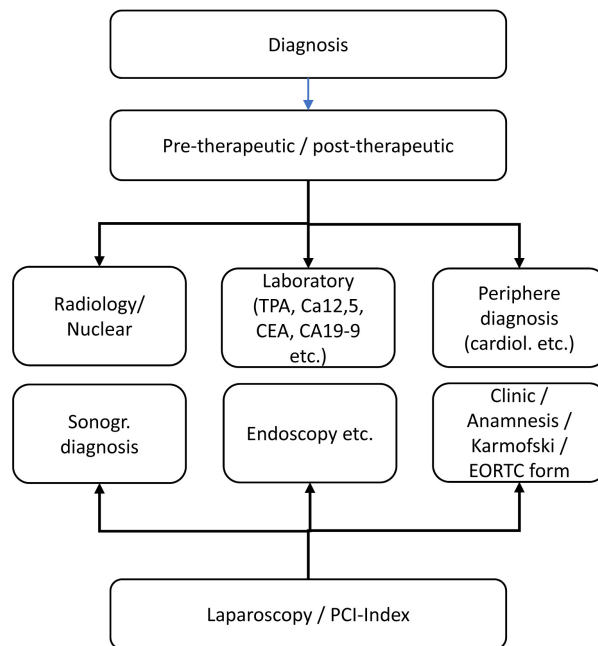 Diagnosis
Pre-therapeutic / post-therapeutic
Radiology/
Nuclear
Laboratory
(TPA, Ca12,5,
CEA, CA19-9
etc.)
Periphere
diagnosis
(cardiol. etc.)
Sonogr.
diagnosis
Endoscopy etc.
Clinic /
Anamnesis /
Karmofski /
EORTC form
Laparoscopy / PCI-Index